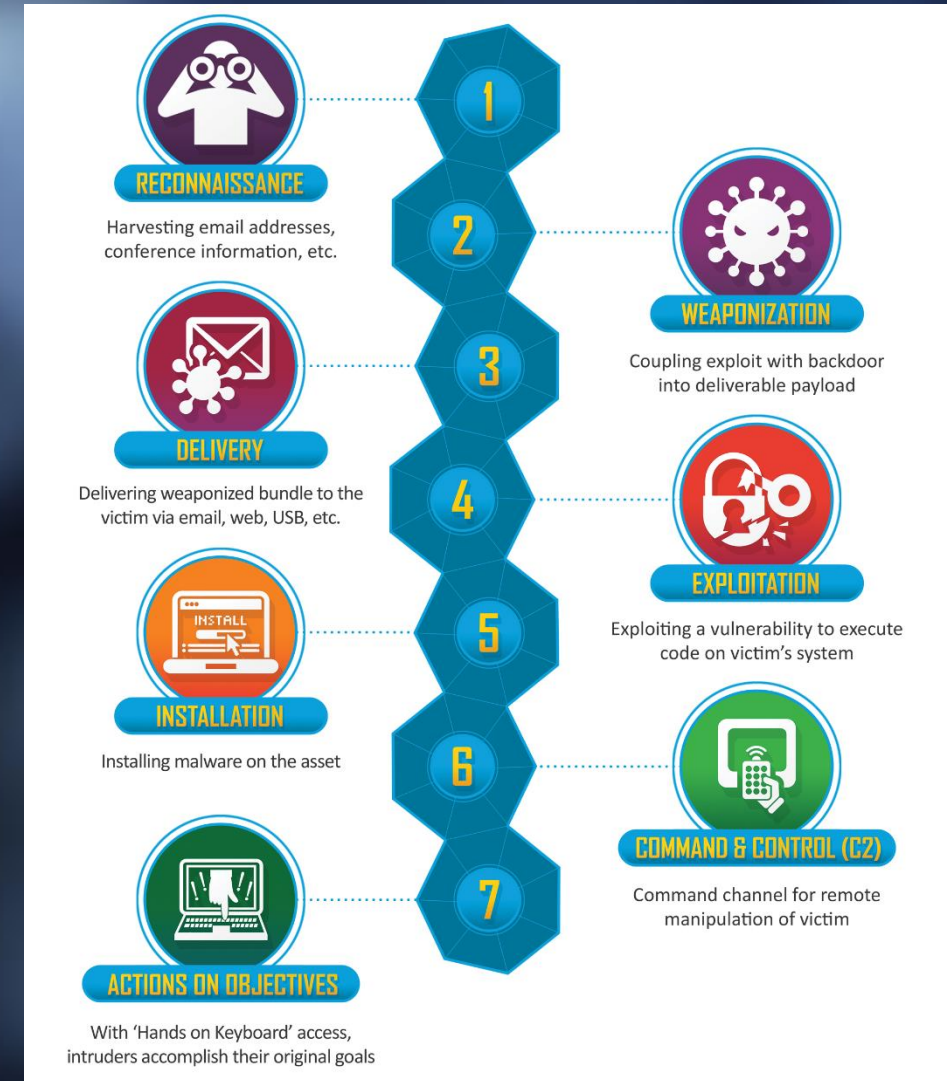 1
RECONNAISSANCE
Harvesting email addresses,
conference information, etc.
2
WEAPONIZATION
Coupling exploit with backdoor
into deliverable payload
3
DELIVERY
Delivering weaponized bundle to the
victim via email, web, USB, etc.
4
EXPLOITATION
Exploiting a vulnerability to execute
code on victim's system
5
INSTALL
INSTALLATION
Installing malware on the asset
6
COMMAND & CONTROL (C2)
Command channel for remote
manipulation of victim
7
ACTIONS ON OBJECTIVES
With ‘Hands on Keyboard’ access,
intruders accomplish their original goals